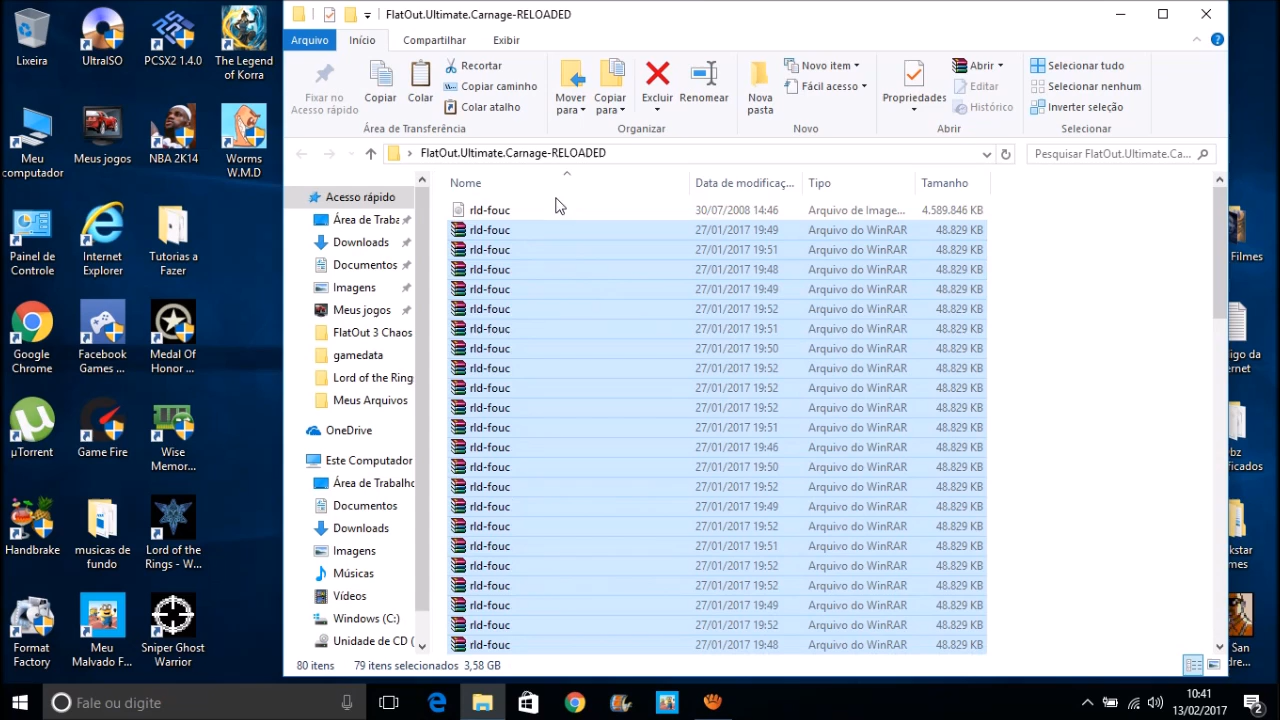 FlatOut.Ultimate.Carnage-RELOADED
Arquivo
Início
Compartilhar
Exibir
Fixar no
Acesso rápido
Copiar
Colar
Recortar
Copiar caminho
Colar atalho
Área de Transferência
Mover
para
Copiar
para
Excluir
Renomear
Organizar
Nova
pasta
Novo item
Fácil acesso
Novo
Propriedades
Abrir
Editar
Histórico
Abrir
Selecionar tudo
Selecionar nenhum
Inverter seleção
Selecionar
FlatOut.Ultimate.Carnage-RELOADED
Pesquisar FlatOut.Ultimate.Ca...
Nome Data de modificaç... Tipo Tamanho
rld-fouc 30/07/2008 14:46 Arquivo de Image... 4.589.846 KB
rld-fouc 27/01/2017 19:49 Arquivo do WinRAR 48.829 KB
rld-fouc 27/01/2017 19:51 Arquivo do WinRAR 48.829 KB
rld-fouc 27/01/2017 19:48 Arquivo do WinRAR 48.829 KB
rld-fouc 27/01/2017 19:49 Arquivo do WinRAR 48.829 KB
rld-fouc 27/01/2017 19:52 Arquivo do WinRAR 48.829 KB
rld-fouc 27/01/2017 19:51 Arquivo do WinRAR 48.829 KB
rld-fouc 27/01/2017 19:50 Arquivo do WinRAR 48.829 KB
rld-fouc 27/01/2017 19:52 Arquivo do WinRAR 48.829 KB
rld-fouc 27/01/2017 19:52 Arquivo do WinRAR 48.829 KB
rld-fouc 27/01/2017 19:52 Arquivo do WinRAR 48.829 KB
rld-fouc 27/01/2017 19:51 Arquivo do WinRAR 48.829 KB
rld-fouc 27/01/2017 19:46 Arquivo do WinRAR 48.829 KB
rld-fouc 27/01/2017 19:50 Arquivo do WinRAR 48.829 KB
rld-fouc 27/01/2017 19:52 Arquivo do WinRAR 48.829 KB
rld-fouc 27/01/2017 19:49 Arquivo do WinRAR 48.829 KB
rld-fouc 27/01/2017 19:52 Arquivo do WinRAR 48.829 KB
rld-fouc 27/01/2017 19:51 Arquivo do WinRAR 48.829 KB
rld-fouc 27/01/2017 19:52 Arquivo do WinRAR 48.829 KB
rld-fouc 27/01/2017 19:52 Arquivo do WinRAR 48.829 KB
rld-fouc 27/01/2017 19:49 Arquivo do WinRAR 48.829 KB
rld-fouc 27/01/2017 19:52 Arquivo do WinRAR 48.829 KB
rld-fouc 27/01/2017 19:48 Arquivo do WinRAR 48.829 KB
Acesso rápido
Área de Traba
Downloads
Documentos
Imagens
Meus jogos
FlatOut 3 Chaos
gamedata
Lord of the Ring
Meus Arquivos
OneDrive
Este Computador
Área de Trabalho
Documentos
Downloads
Imagens
Músicas
Vídeos
Windows (C:)
Unidade de CD (
80 itens 79 itens selecionados 3,58 GB
Lixeira
UltraISO
PCSX2 1.4.0
The Legend
of Korra
Meu
computador
Meus jogos
NBA 2K14
Worms
W.M.D
Painel de
Controle
Internet
Explorer
Tutorias a
Fazer
Google
Chrome
Facebook
Games ...
Medal Of
Honor ...
µTorrent
Game Fire
Wise
Memor...
Handbrake
musicas de
fundo
Lord of the
Rings - W...
Format
Factory
Meu
Malvado F...
Sniper Ghost
Warrior
Filmes
igo da
ernet
bz
ificados
kstar
mes
San
dre...
Fale ou digite
10:41
13/02/2017
2